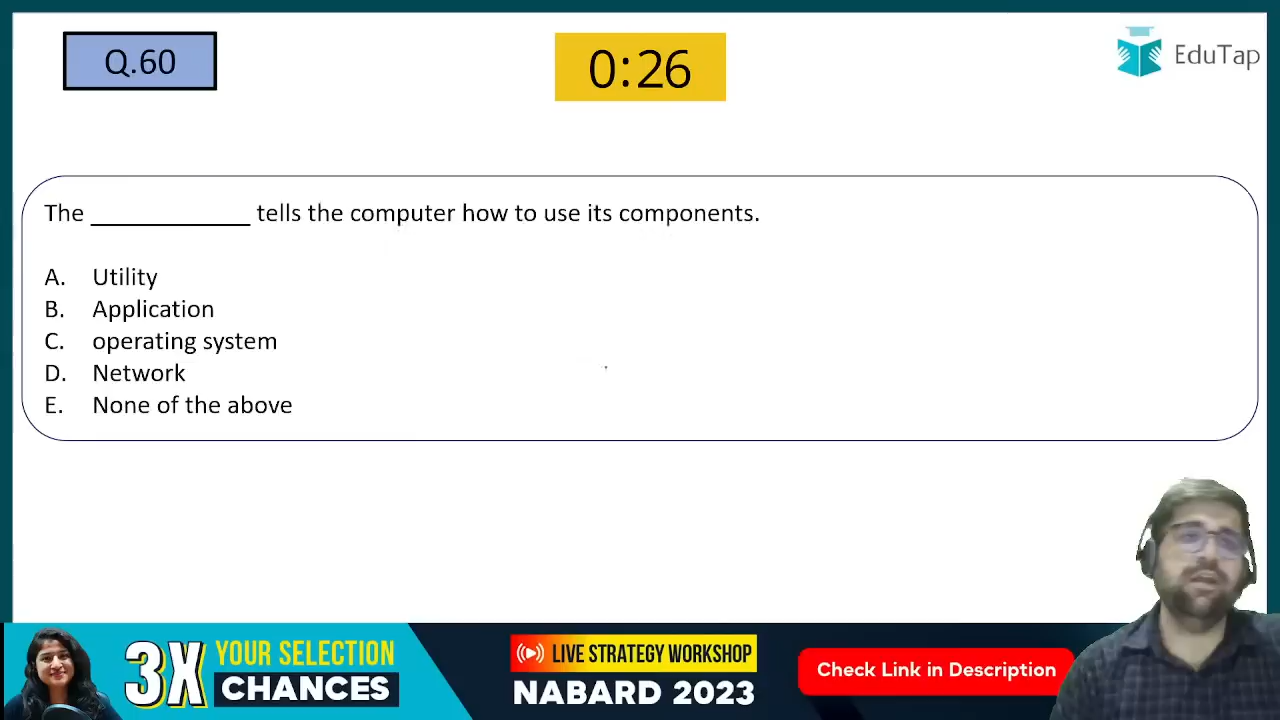 Q.60
0:26
EduTap
The ____________ tells the computer how to use its components.
A. Utility
B. Application
C. operating system
D. Network
E. None of the above
3X YOUR SELECTION
CHANCES
LIVE STRATEGY WORKSHOP
NABARD 2023
Check Link in Description